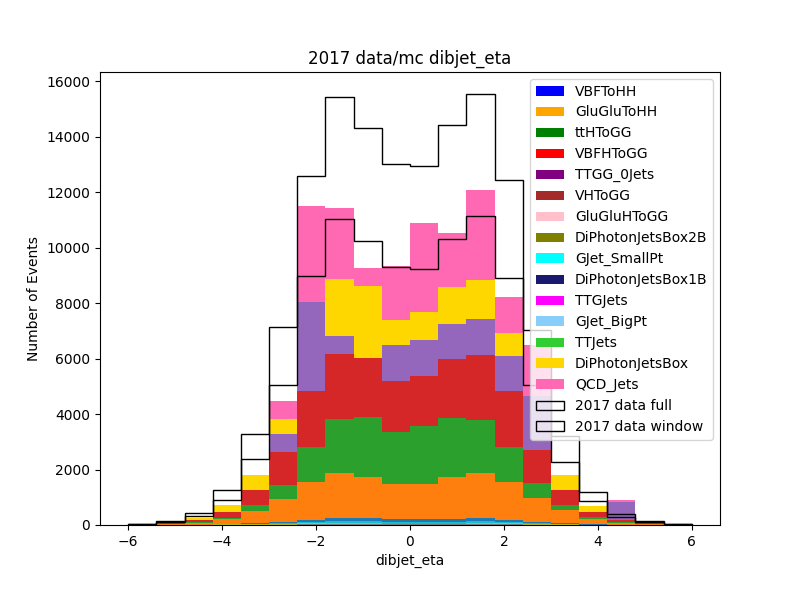 2017 data/mc dibjet_eta
16000
14000
12000
10000
8000
6000
4000
2000
0
Number of Events
−6
−4
−2
0
2
4
6
dibjet_eta
VBFToHH
GluGluToHH
ttHToGG
VBFHToGG
TTGG_0Jets
VHToGG
GluGluHToGG
DiPhotonJetsBox2B
GJet_SmallPt
DiPhotonJetsBox1B
TTGJets
GJet_BigPt
TTJets
DiPhotonJetsBox
QCD_Jets
2017 data full
2017 data window